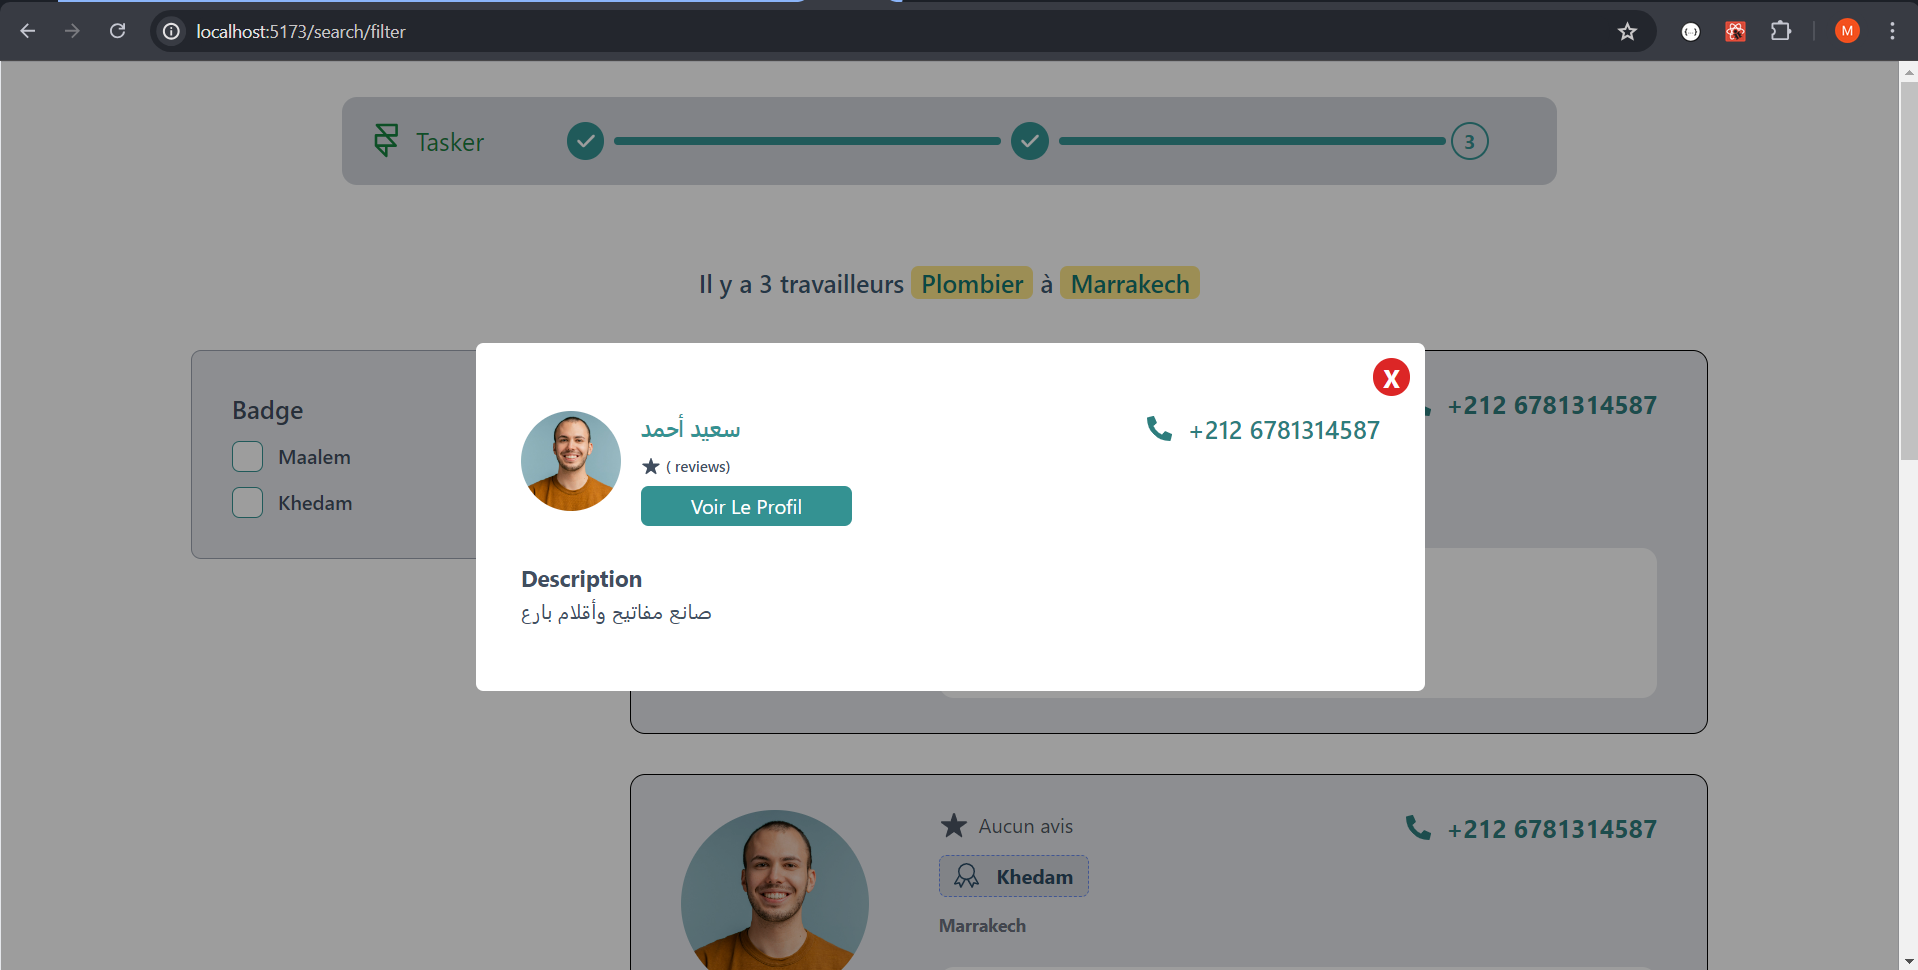 localhost:5173/search/filter
M
Tasker
3
Il y a 3 travailleurs Plombier à Marrakech
Badge
Maalem
Khedam
+212 6781314587
X
سعيد أحمد
( reviews)
Voir Le Profil
+212 6781314587
Description
صانع مفاتيح وأقلام بارع
Aucun avis
Khedam
Marrakech
+212 6781314587